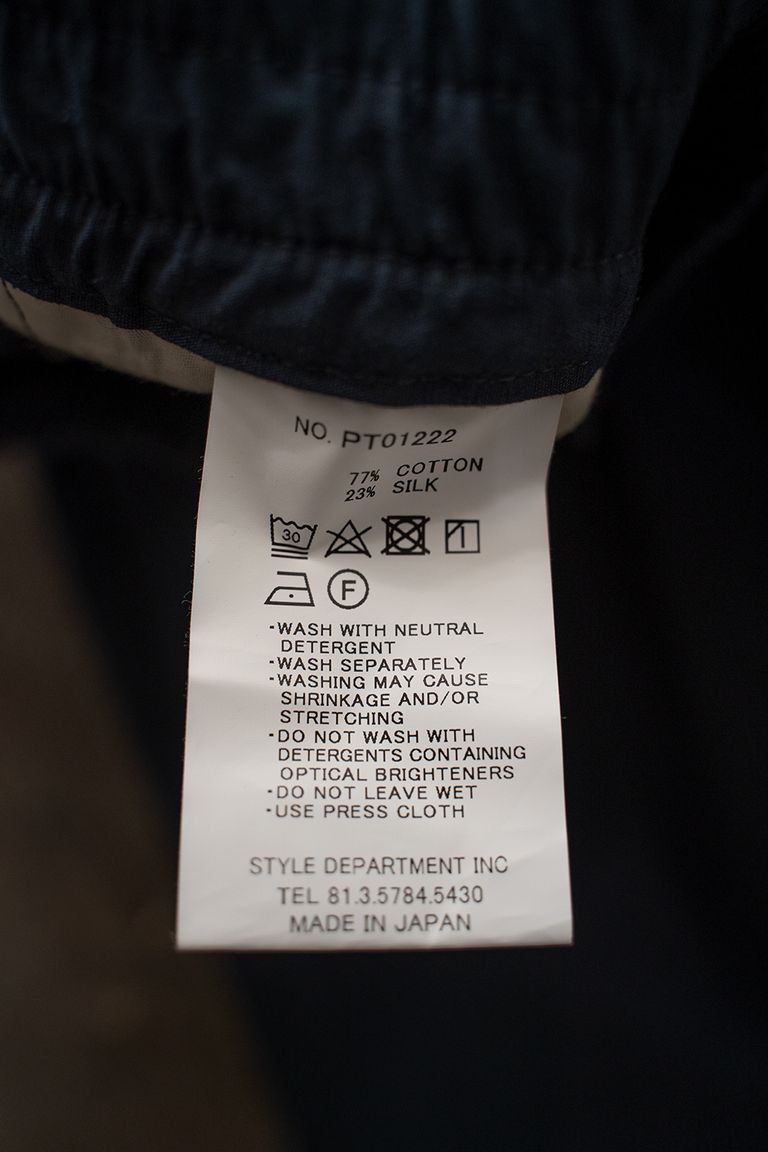 NO. PT01222
77% COTTON
23% SILK
30
F
-WASH WITH NEUTRAL
DETERGENT
-WASH SEPARATELY
-WASHING MAY CAUSE
SHRINKAGE AND/OR
STRETCHING
-DO NOT WASH WITH
DETERGENTS CONTAINING
OPTICAL BRIGHTENERS
-DO NOT LEAVE WET
-USE PRESS CLOTH
STYLE DEPARTMENT INC
TEL 81.3.5784.5430
MADE IN JAPAN